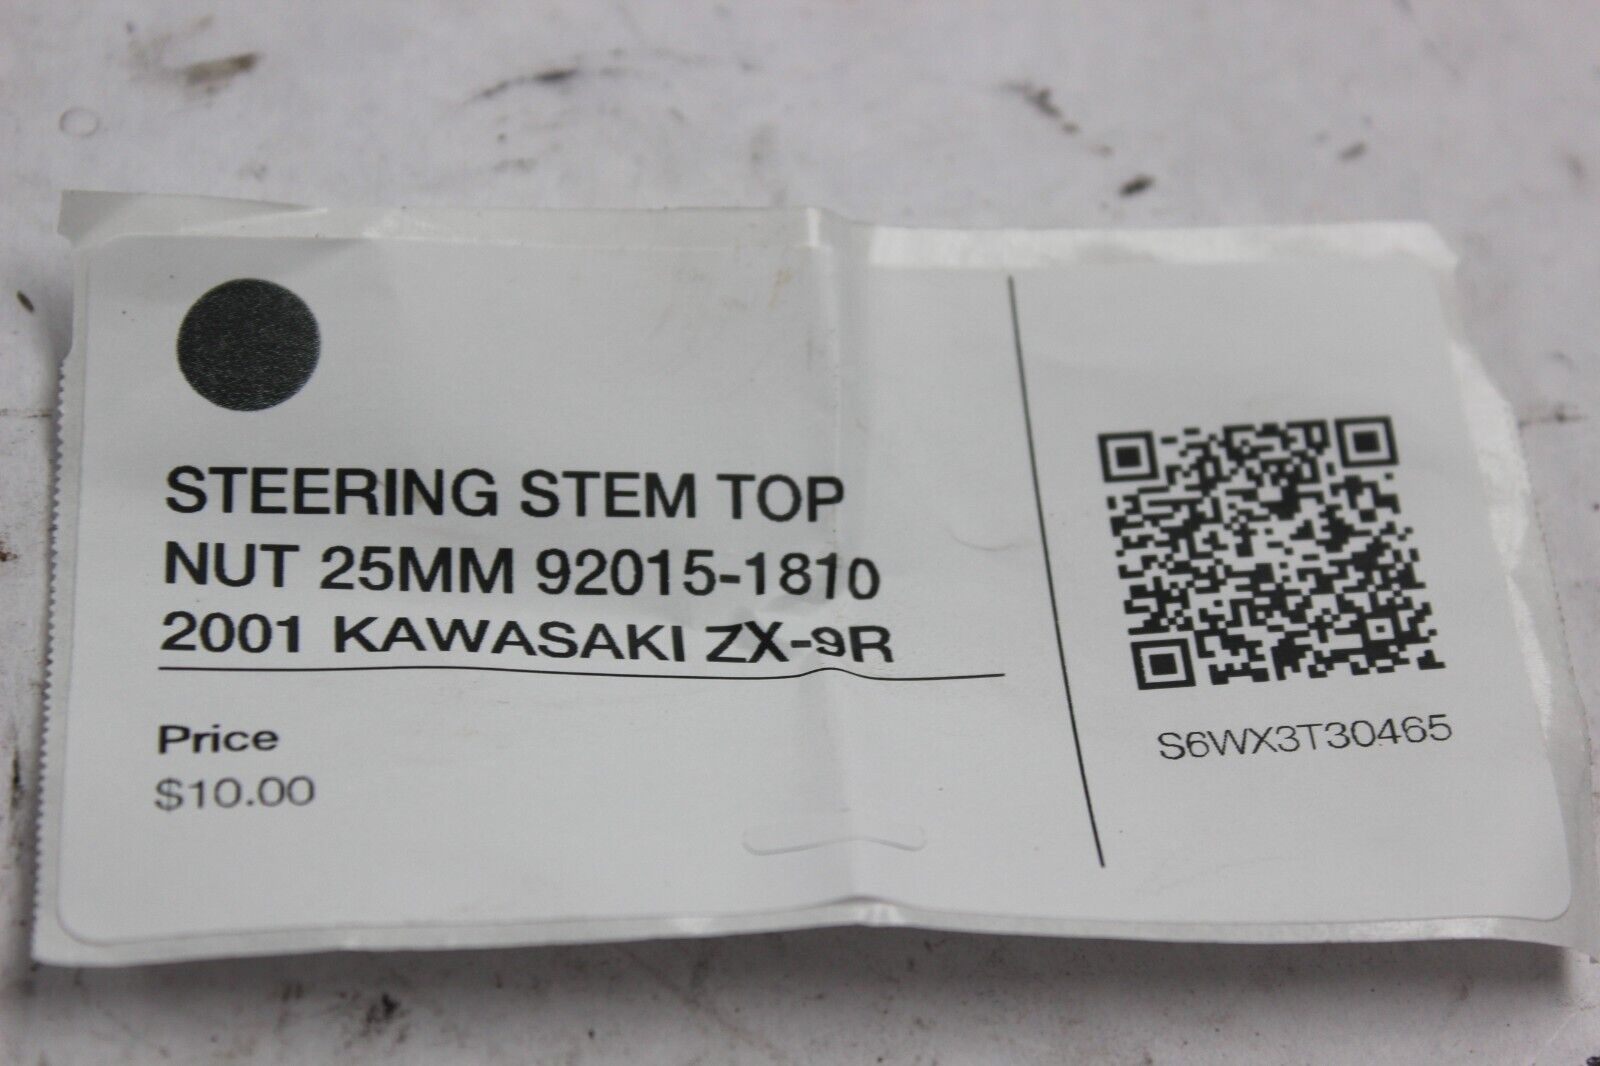 STEERING STEM TOP
NUT 25MM 92015-1810
2001 KAWASAKI ZX-9R
Price
$10.00
S6WX3T30465